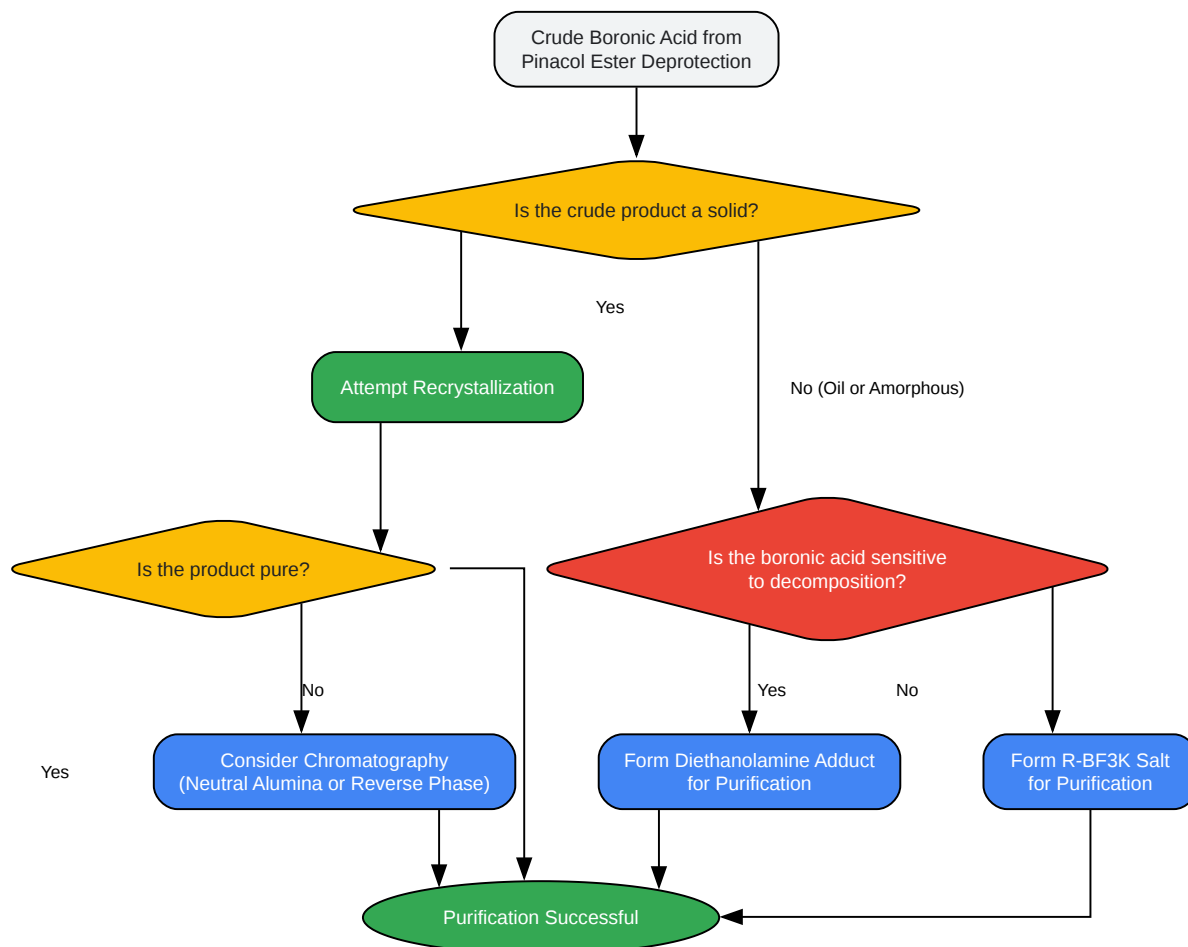 Crude Boronic Acid from
Pinacol Ester Deprotection
Is the crude product a solid?
Yes
Attempt Recrystallization
No (Oil or Amorphous)
Is the product pure?
Is the boronic acid sensitive
to decomposition?
No
Yes
No
Yes
Consider Chromatography
(Neutral Alumina or Reverse Phase)
Form Diethanolamine Adduct
for Purification
Form R-BF3K Salt
for Purification
Purification Successful